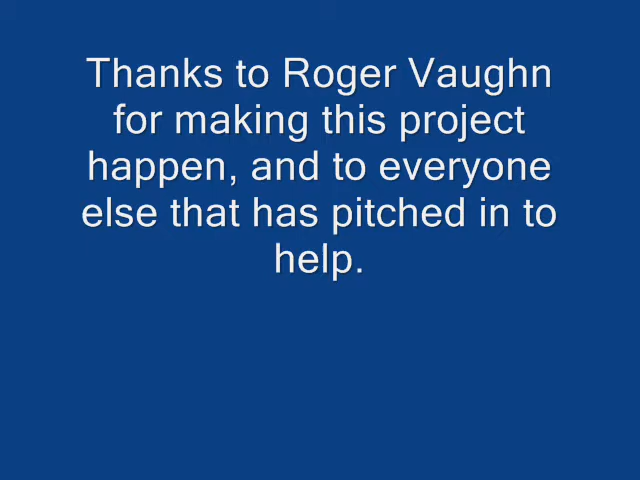 Thanks to Roger Vaughn
for making this project
happen, and to everyone
else that has pitched in to
help.